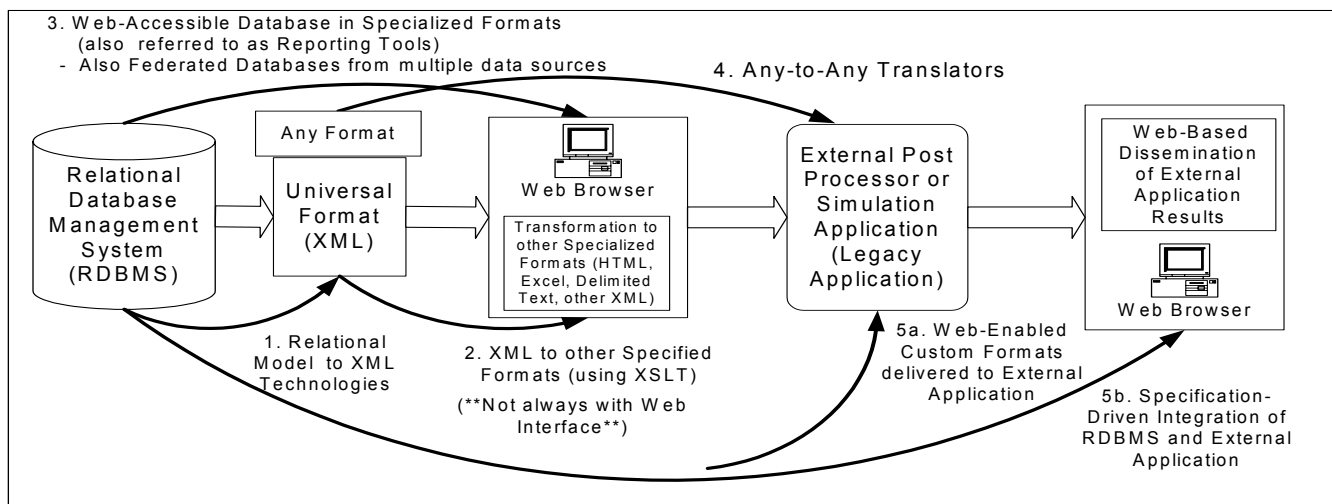 3. Web-Accessible Database in Specialized Formats
(also referred to as Reporting Tools)
- Also Federated Databases from multiple data sources
4. Any-to-Any Translators
Relational
Database
Management
System
(RDBMS)
Any Format
Universal
Format
(XML)
Web Browser
Transformation to
other Specialized
Formats (HTML,
Excel, Delimited
Text, other XML)
External Post
Processor or
Simulation
Application
(Legacy
Application)
Web-Based
Dissemination
of External
Application
Results
Web Browser
1. Relational
Model to XML
Technologies
2. XML to other Specified
Formats (using XSLT)
(**Not always with Web
Interface**)
5a. Web-Enabled
Custom Formats
delivered to External
Application
5b. Specification-
Driven Integration of
RDBMS and External
Application